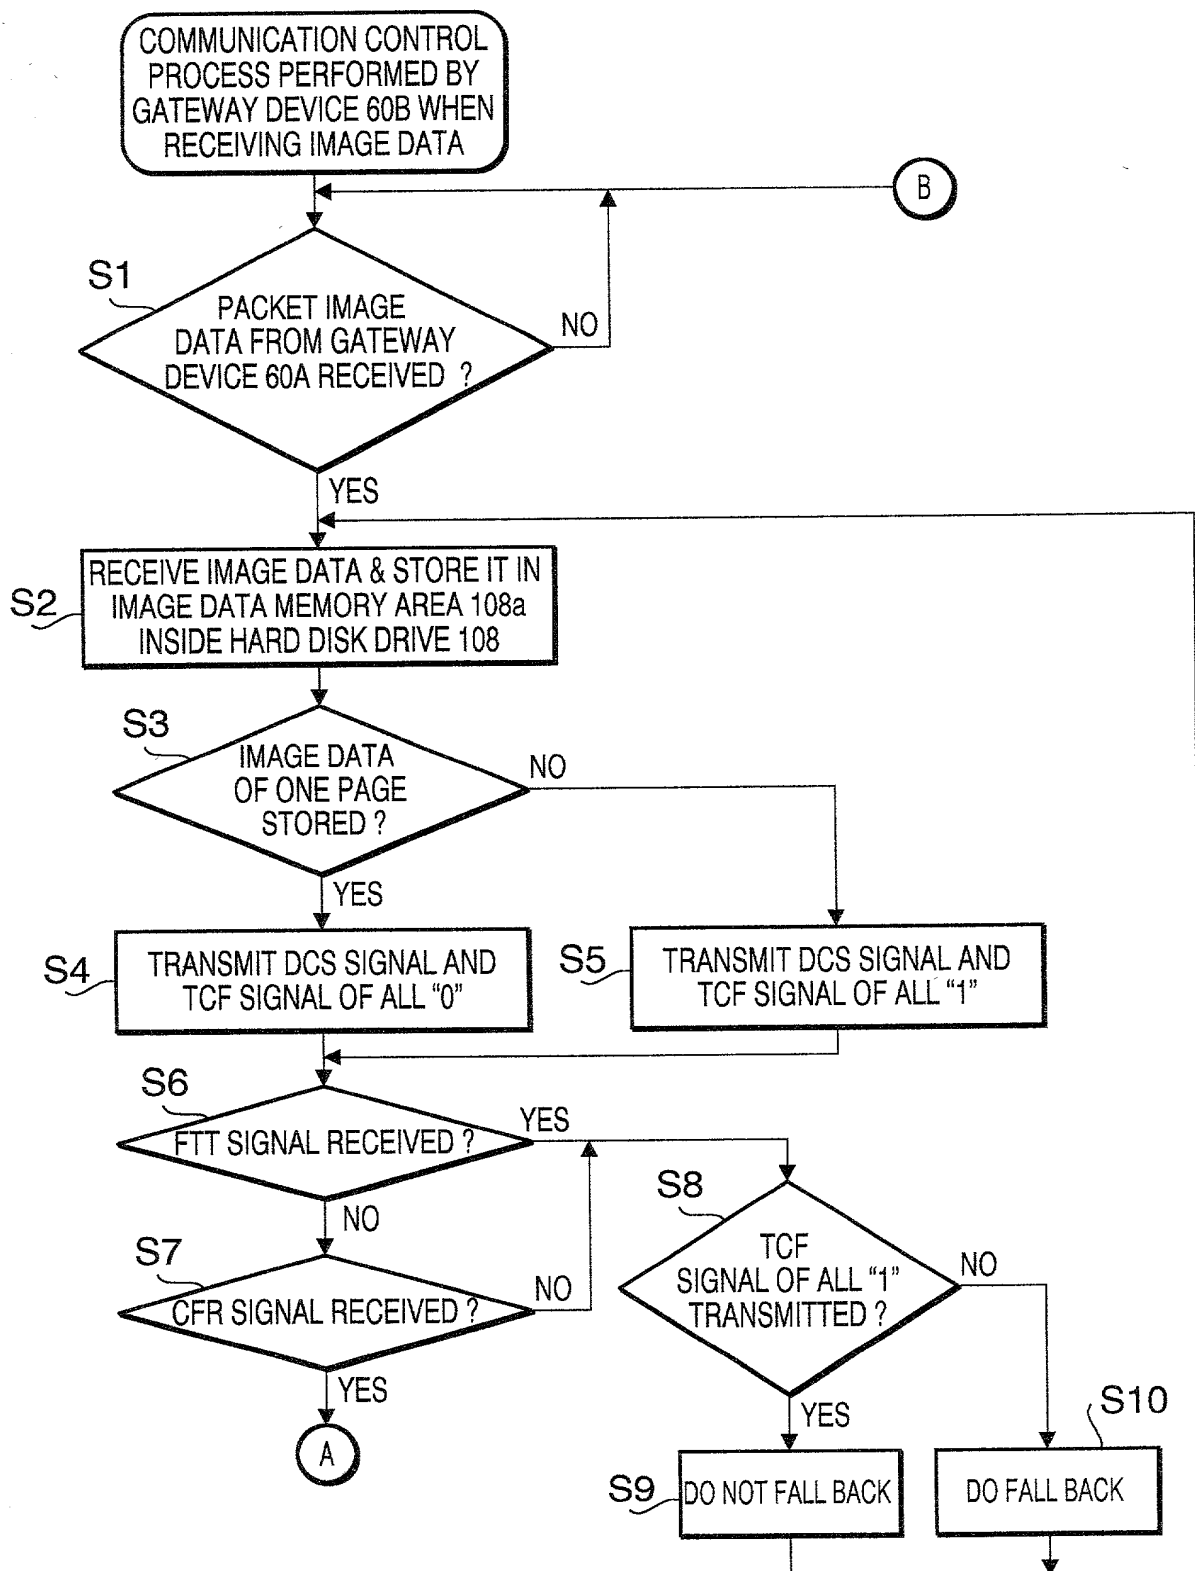 COMMUNICATION CONTROL
PROCESS PERFORMED BY
GATEWAY DEVICE 60B WHEN
RECEIVING IMAGE DATA
B
S1
PACKET IMAGE
DATA FROM GATEWAY
DEVICE 60A RECEIVED ?
NO
YES
S2
RECEIVE IMAGE DATA & STORE IT IN
IMAGE DATA MEMORY AREA 108a
INSIDE HARD DISK DRIVE 108
S3
IMAGE DATA
OF ONE PAGE
STORED ?
NO
YES
S4
TRANSMIT DCS SIGNAL AND
TCF SIGNAL OF ALL “0”
S5
TRANSMIT DCS SIGNAL AND
TCF SIGNAL OF ALL “1”
S6
FTT SIGNAL RECEIVED ?
YES
NO
S7
CFR SIGNAL RECEIVED ?
NO
YES
A
S8
TCF
SIGNAL OF ALL “1”
TRANSMITTED ?
NO
YES
S9
DO NOT FALL BACK
S10
DO FALL BACK